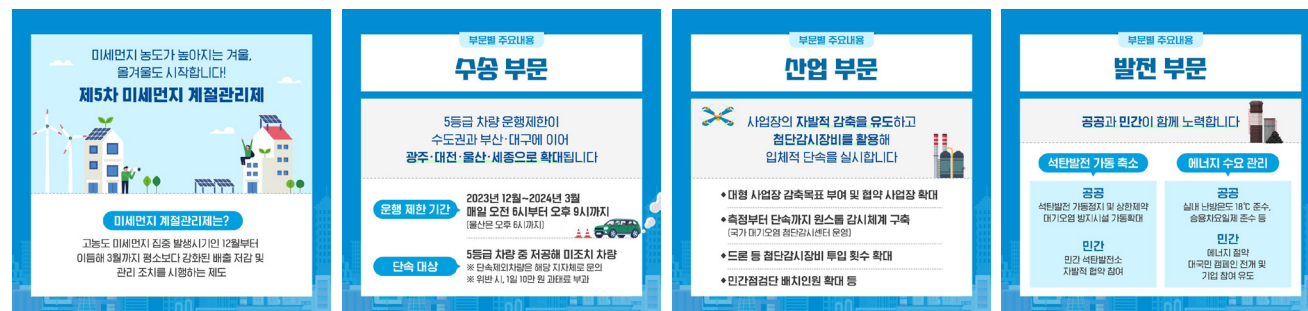 미세먼지 농도가 높아지는 겨울,
올겨울도 시작합니다!
제5차 미세먼지 계절관리제
미세먼지 계절관리제는?
고농도 미세먼지 집중 발생시기인 12월부터
이듬해 3월까지 평소보다 강화된 배출 저감 및
관리 조치를 시행하는 제도
부문별 주요내용
수송 부문
5등급 차량 운행제한이
수도권과 부산·대구에 이어
광주·대전·울산·세종으로 확대됩니다
운행 제한 기간
2023년 12월~2024년 3월
매일 오전 6시부터 오후 9시까지
(울산은 오후 6시까지)
단속 대상
5등급 차량 중 저공해 미조치 차량
※ 단속제외차량은 해당 지자체로 문의
※ 위반 시, 1일 10만 원 과태료 부과
부문별 주요내용
산업 부문
사업장의 자발적 감축을 유도하고
첨단감시장비를 활용해
입체적 단속을 실시합니다
◆대형 사업장 감축목표 부여 및 협약 사업장 확대
◆측정부터 단속까지 원스톱 감시체계 구축
(국가 대기오염 첨단감시센터 운영)
◆드론 등 첨단감시장비 투입 횟수 확대
◆민간점검단 배치인원 확대 등
부문별 주요내용
발전 부문
공공과 민간이 함께 노력합니다
석탄발전 가동 축소
공공
석탄발전 가동정지 및 상한제약
대기오염 방지시설 가동확대
민간
민간 석탄발전소
자발적 협약 참여
에너지 수요 관리
공공
실내 난방온도 18℃ 준수,
승용차요일제 준수 등
민간
에너지 절약
대국민 캠페인 전개 및
기업 참여 유도